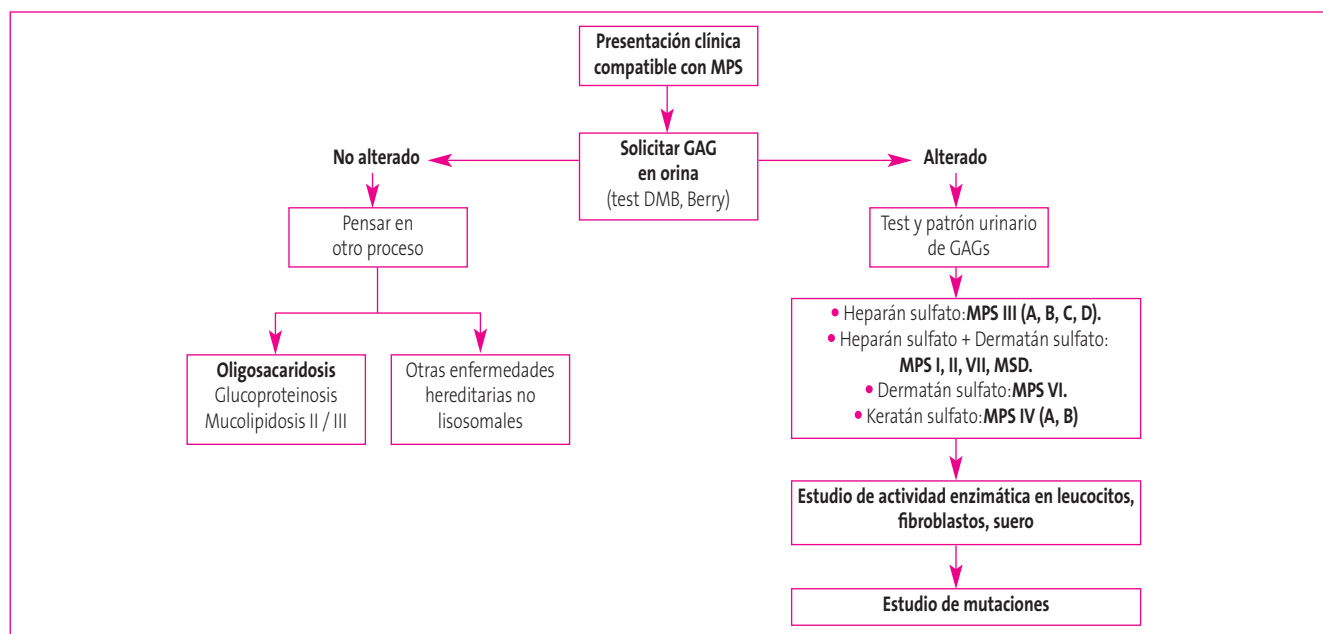 Presentación clínica
compatible con MPS
Solicitar GAG
en orina
(test DMB, Berry)
No alterado
Alterado
Pensar en
otro proceso
Test y patrón urinario
de GAGs
Oligosacaridosis
Glucoproteinosis
Mucolipidosis II / III
Otras enfermedades
hereditarias no
lisosomales
• Heparán sulfato:MPS III (A, B, C, D).
• Heparán sulfato + Dermatán sulfato:
MPS I, II, VII, MSD.
• Dermatán sulfato:MPS VI.
• Keratán sulfato:MPS IV (A, B)
Estudio de actividad enzimática en leucocitos,
fibroblastos, suero
Estudio de mutaciones